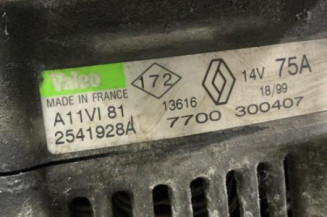 Valeo
172
14V 75A
MADE IN FRANCE
13616
18/99
A11VI 81
7700 300407
2541928A